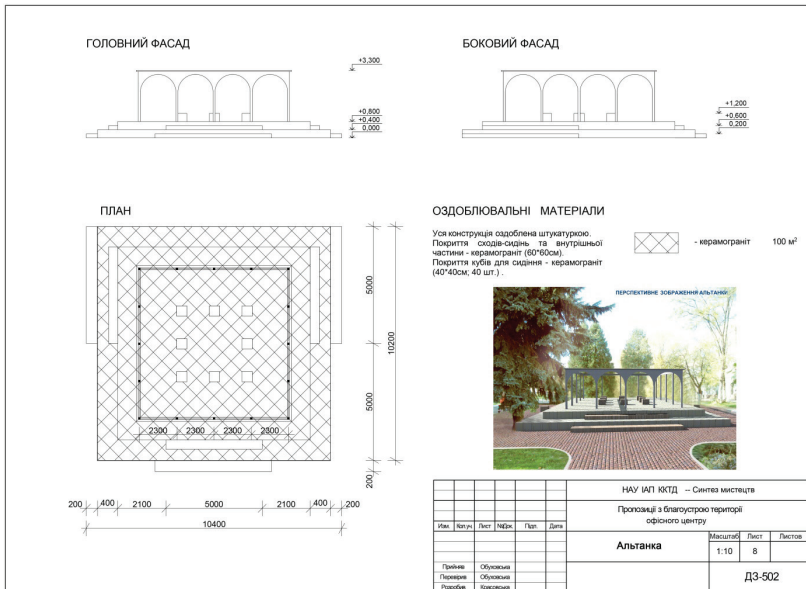 ГОЛОВНИЙ ФАСАД
+3,300
+0,800
+0,400
0,000
БОКОВИЙ ФАСАД
+1,200
+0,600
0,200
ПЛАН
5000
5000
10200
200
2300 2300 2300 2300
200 400 2100 5000 2100 400 200
10400
ОЗДОБЛЮВАЛЬНІ МАТЕРІАЛИ
Уся конструкція оздоблена штукатуркою.
Покриття сходів-сидінь та внутрішньої
частини - керамограніт (60*60см).
Покриття кубів для сидіння - керамограніт
(40*40см; 40 шт.) .
- керамограніт 100 м²
ПЕРСПЕКТИВНЕ ЗОБРАЖЕННЯ АЛЬТАНКИ
НАУ ІАП ККТД -- Синтез мистецтв
Пропозиції з благоустрою території
офісного центру
Изм. Кол.уч Лист №Док. Підп. Дата
Альтанка
Масштаб Лист Листов
1:10 8
Прийняв Обуховська
Перевірив Обуховська
Розробив Красовська
ДЗ-502